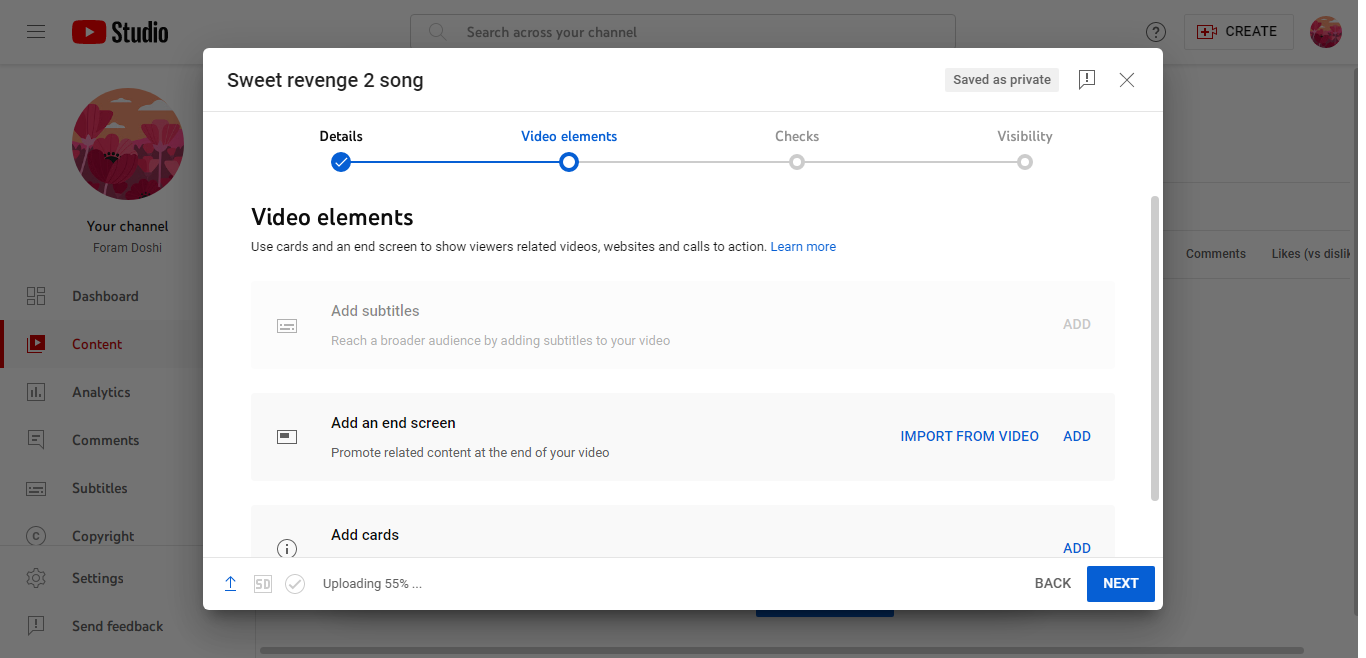 Studio
Search across your channel
CREATE
Sweet revenge 2 song
Saved as private
Details
Video elements
Checks
Visibility
Your channel
Foram Doshi
Dashboard
Content
Analytics
Comments
Subtitles
Copyright
Settings
Send feedback
Video elements
Use cards and an end screen to show viewers related videos, websites and calls to action. Learn more
Add subtitles
Reach a broader audience by adding subtitles to your video
ADD
Add an end screen
Promote related content at the end of your video
IMPORT FROM VIDEO
ADD
Add cards
ADD
SD
Uploading 55% ...
BACK
NEXT
Comments
Likes (vs dislik